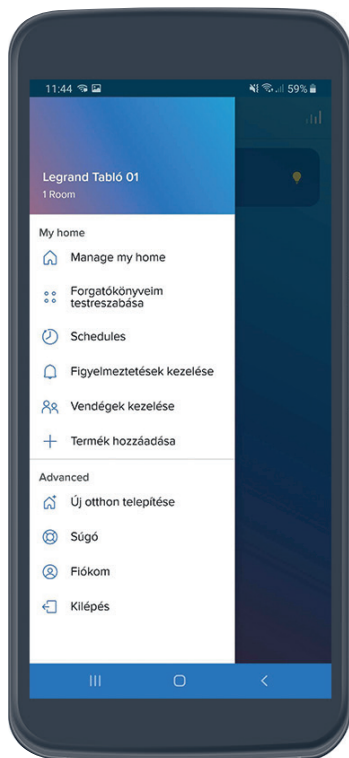 11:44 59%
Legrand Tabló 01
1 Room
My home
Manage my home
Forgatókönyveim
testreszabása
Schedules
Figyelmeztetések kezelése
Vendégek kezelése
Termék hozzáadása
Advanced
Új otthon telepítése
Súgó
Fiókom
Kilépés